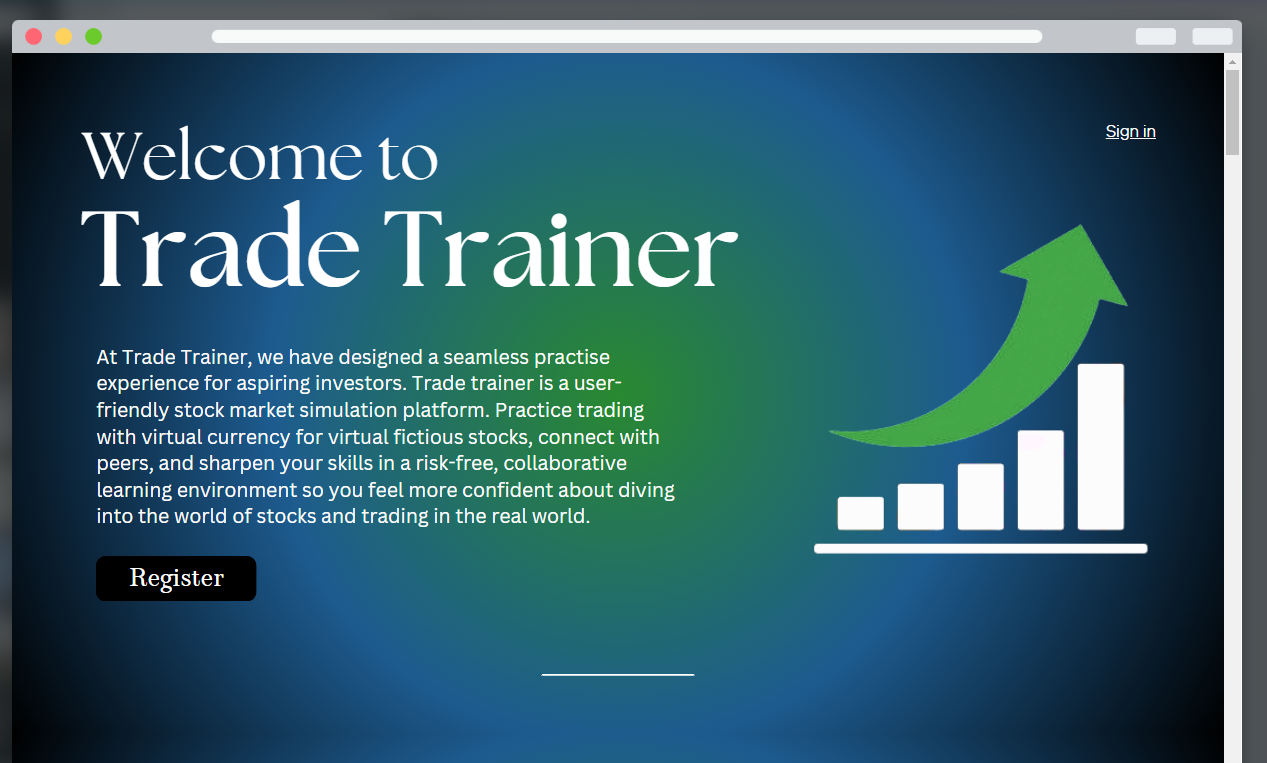 Sign in
Welcome to
Trade Trainer
At Trade Trainer, we have designed a seamless practise
experience for aspiring investors. Trade trainer is a user-
friendly stock market simulation platform. Practice trading
with virtual currency for virtual fictious stocks, connect with
peers, and sharpen your skills in a risk-free, collaborative
learning environment so you feel more confident about diving
into the world of stocks and trading in the real world.
Register